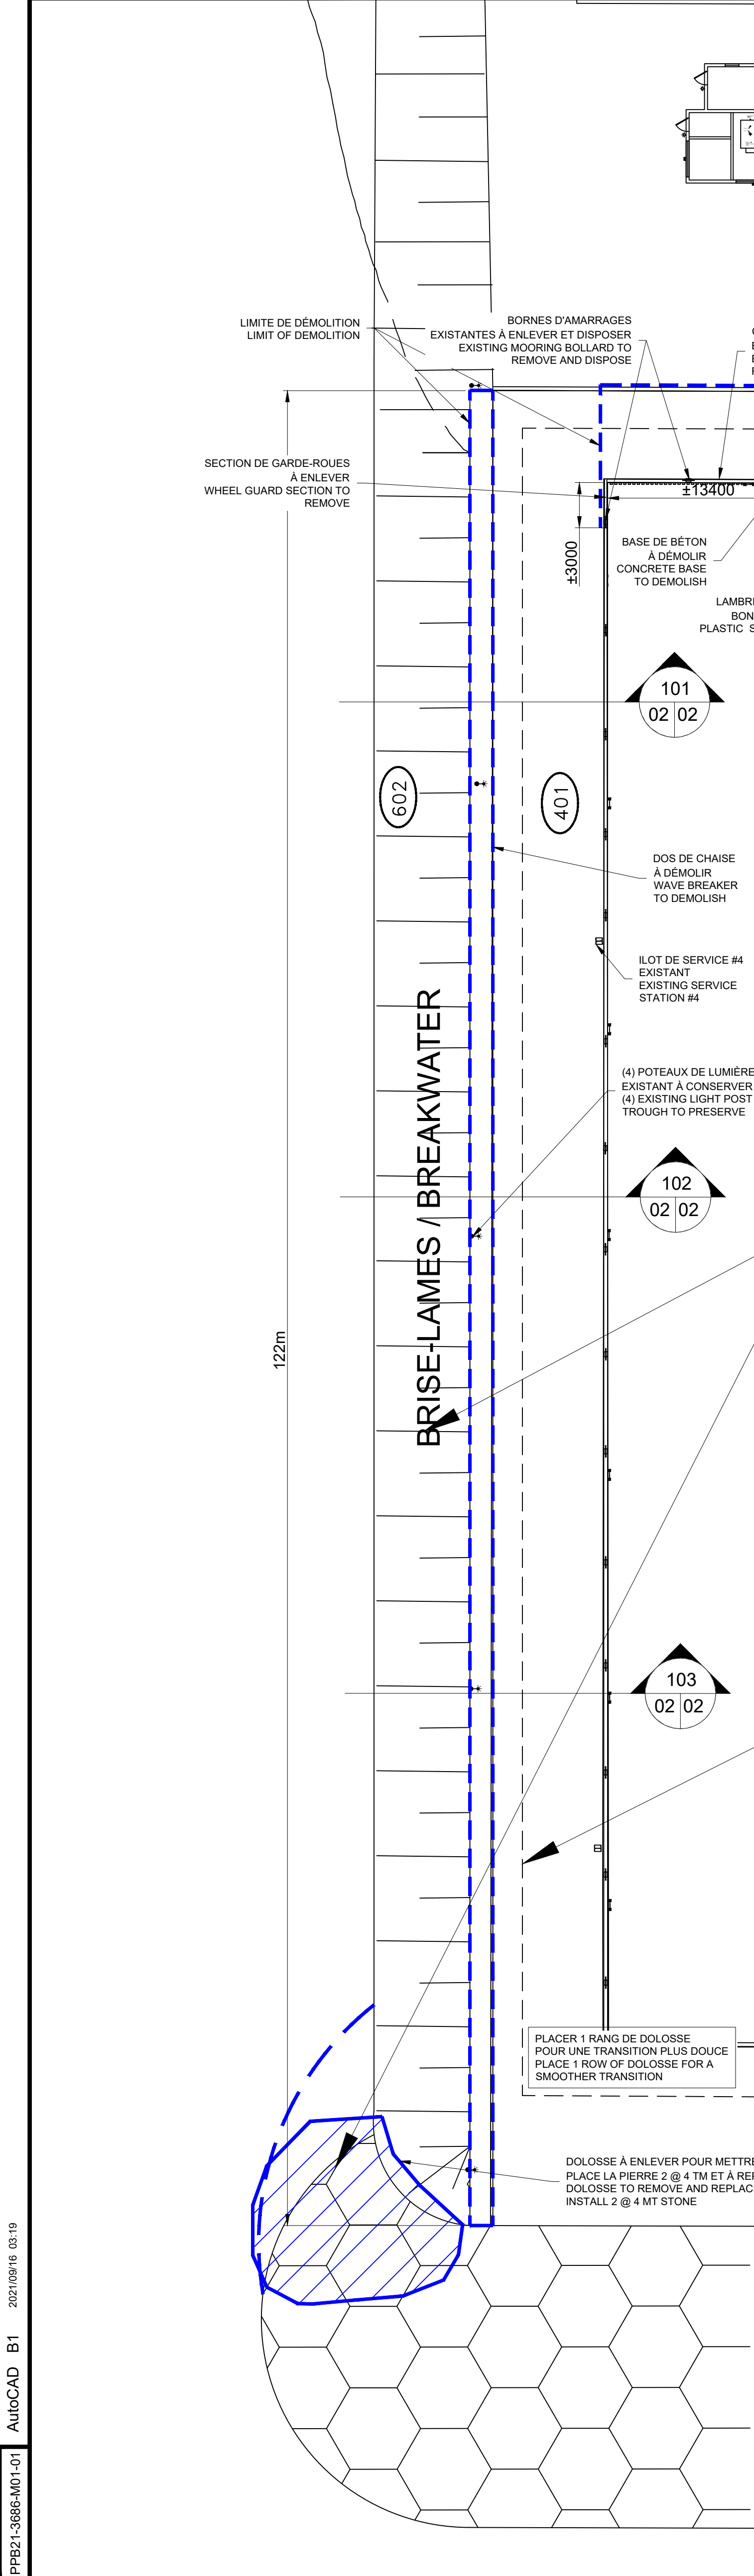 LIMITE DE DÉMOLITION
LIMIT OF DEMOLITION
BORNES D'AMARRAGES
EXISTANTES À ENLEVER ET DISPOSER
EXISTING MOORING BOLLARD TO
REMOVE AND DISPOSE
SECTION DE GARDE-ROUES
À ENLEVER
WHEEL GUARD SECTION TO
REMOVE
±13400
±3000
BASE DE BÉTON
À DÉMOLIR
CONCRETE BASE
TO DEMOLISH
LAMBRE
BON
PLASTIC S
101
02 02
602
401
DOS DE CHAISE
À DÉMOLIR
WAVE BREAKER
TO DEMOLISH
ILOT DE SERVICE #4
EXISTANT
EXISTING SERVICE
STATION #4
BRISE-LAMES / BREAKWATER
(4) POTEAUX DE LUMIÈRE
EXISTANT À CONSERVER
(4) EXISTING LIGHT POST
TROUGH TO PRESERVE
102
02 02
122m
103
02 02
PLACER 1 RANG DE DOLOSSE
POUR UNE TRANSITION PLUS DOUCE
PLACE 1 ROW OF DOLOSSE FOR A
SMOOTHER TRANSITION
DOLOSSE À ENLEVER POUR METTRE
PLACE LA PIERRE 2 @ 4 TM ET À REP
DOLOSSE TO REMOVE AND REPLAC
INSTALL 2 @ 4 MT STONE
PPB21-3686-M01-01
AutoCAD B1 2021/09/16 03:19